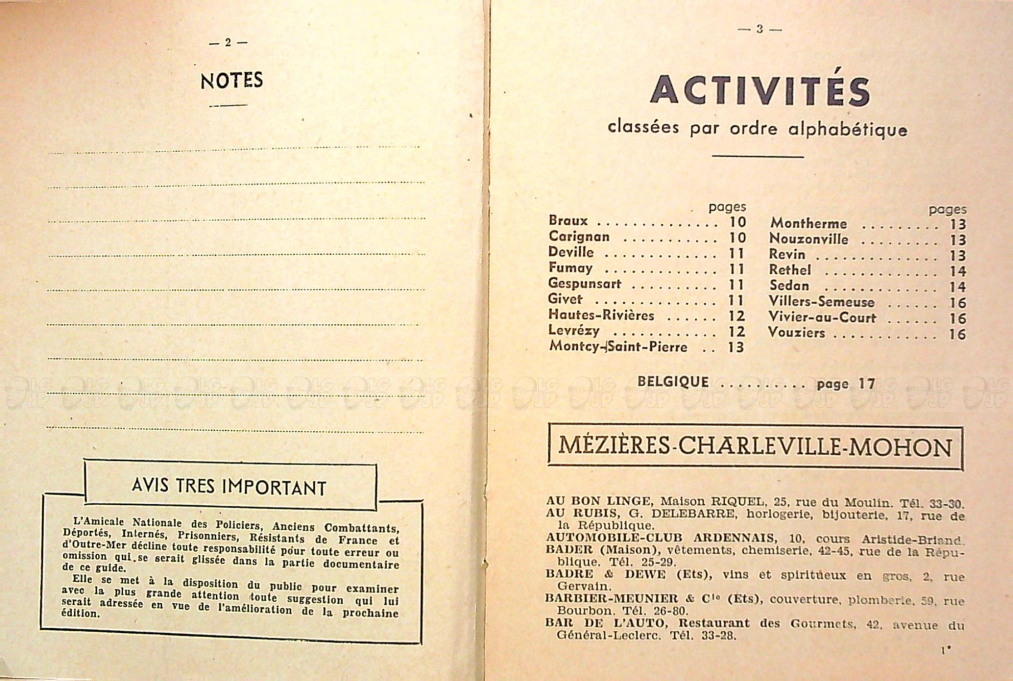 — 2 —
NOTES
AVIS TRES IMPORTANT
L'Amicale Nationale des Policiers, Anciens Combattants,
Déportés, Internés, Prisonniers, Résistants de France et
d'Outre-Mer décline toute responsabilité pour toute erreur ou
omission qui se serait glissée dans la partie documentaire
de ce guide.
Elle se met à la disposition du public pour examiner
avec la plus grande attention toute suggestion qui lui
serait adressée en vue de l'amélioration de la prochaine
édition.
— 3 —
ACTIVITÉS
classées par ordre alphabétique
pages
Braux .............. 10
Carignan ........... 10
Deville ............. 11
Fumay ............. 11
Gespunsart .......... 11
Givet .............. 11
Hautes-Rivières ...... 12
Levrézy ............ 12
Montcy-Saint-Pierre .. 13
pages
Montherme ......... 13
Nouzonville ......... 13
Revin .............. 13
Rethel ............. 14
Sedan ............. 14
Villers-Semeuse ...... 16
Vivier-au-Court ...... 16
Vouziers ............ 16
BELGIQUE .......... page 17
MÉZIÈRES-CHARLEVILLE-MOHON
AU BON LINGE, Maison RIQUEL, 25, rue du Moulin. Tél. 33-30.
AU RUBIS, G. DELEBARRE, horlogerie, bijouterie, 17, rue de
la République.
AUTOMOBILE-CLUB ARDENNAIS, 10, cours Aristide-Briand.
BADER (Maison), vêtements, chemiserie, 42-45, rue de la Répu-
blique. Tél. 25-29.
BADRE & DEWE (Ets), vins et spiritueux en gros, 2, rue
Gervain.
BARBIER-MEUNIER & Cie (Ets), couverture, plomberie, 59, rue
Bourbon. Tél. 26-80.
BAR DE L'AUTO, Restaurant des Gourmets, 42, avenue du
Général-Leclerc. Tél. 33-28.
1*